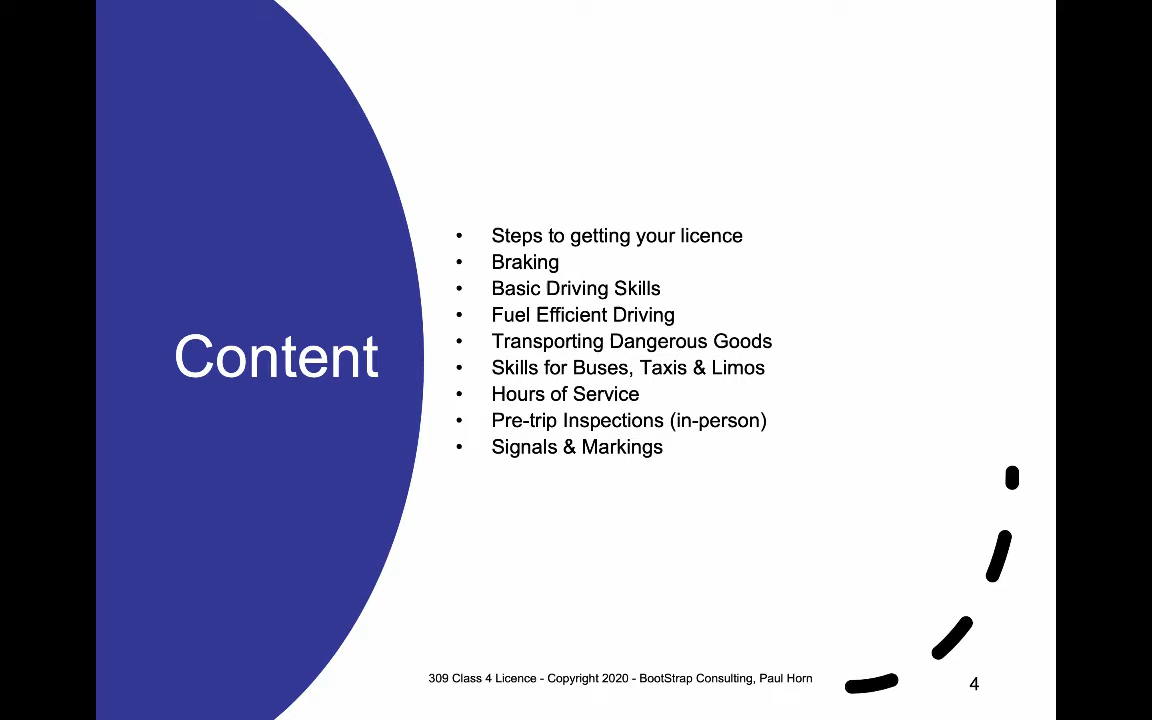 Content
• Steps to getting your licence
• Braking
• Basic Driving Skills
• Fuel Efficient Driving
• Transporting Dangerous Goods
• Skills for Buses, Taxis & Limos
• Hours of Service
• Pre-trip Inspections (in-person)
• Signals & Markings
309 Class 4 Licence - Copyright 2020 - BootStrap Consulting, Paul Horn
4